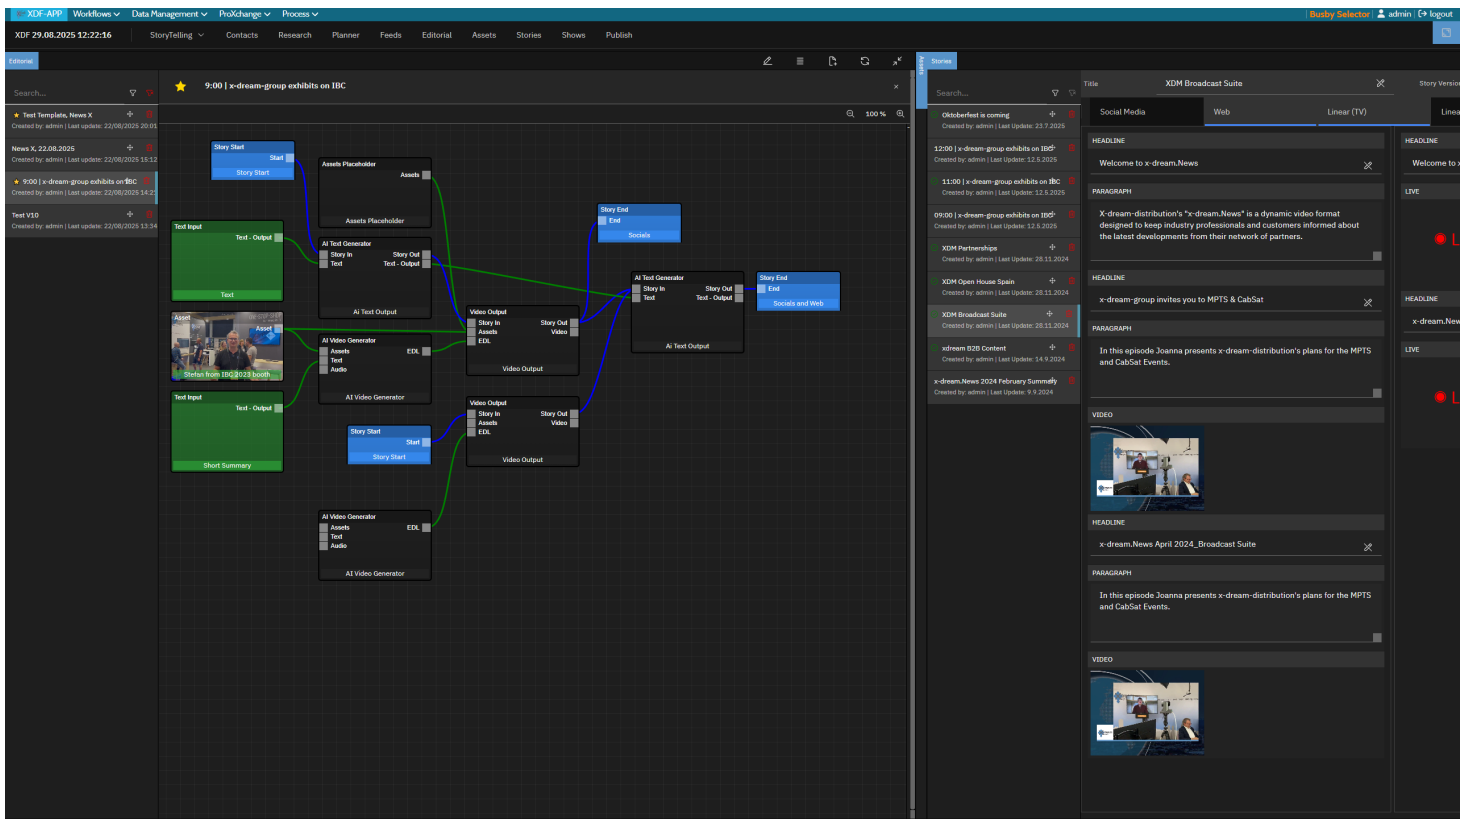 XDF-APP Workflows Data Management ProXchange Process Busby Selector admin logout
XDF 29.08.2025 12:22:16 StoryTelling Contacts Research Planner Feeds Editorial Assets Stories Shows Publish
Editorial
Search...
Test Template, News X
Created by: admin | Last update: 22/08/2025 20:01
News X, 22.08.2025
Created by: admin | Last update: 22/08/2025 15:12
9:00 | x-dream-group exhibits on IBC
Created by: admin | Last update: 22/08/2025 14:2
Test V10
Created by: admin | Last update: 22/08/2025 13:34
9:00 | x-dream-group exhibits on IBC
100 %
Story Start
Start
Story Start
Assets Placeholder
Assets
Assets Placeholder
Text Input
Text - Output
Text
AI Text Generator
Story In Story Out
Text Text - Output
Ai Text Output
Story End
End
Socials
Asset
Asset
Stefan from IBC 2023 booth
AI Video Generator
Assets EDL
Text
Audio
AI Video Generator
Video Output
Story In Story Out
Assets Video
EDL
Video Output
AI Text Generator
Story In Story Out
Text Text - Output
Ai Text Output
Story End
End
Socials and Web
Text Input
Text - Output
Short Summary
Story Start
Start
Story Start
Video Output
Story In Story Out
Assets Video
EDL
Video Output
AI Video Generator
Assets EDL
Text
Audio
AI Video Generator
Assets
Stories
Search...
Oktoberfest is coming
Created by: admin | Last Update: 23.7.2025
12:00 | x-dream-group exhibits on IBC
Created by: admin | Last Update: 12.5.2025
11:00 | x-dream-group exhibits on IBC
Created by: admin | Last Update: 12.5.2025
09:00 | x-dream-group exhibits on IBC
Created by: admin | Last Update: 12.5.2025
XDM Partnerships
Created by: admin | Last Update: 28.11.2024
XDM Open House Spain
Created by: admin | Last Update: 28.11.2024
XDM Broadcast Suite
Created by: admin | Last Update: 28.11.2024
xdream B2B Content
Created by: admin | Last Update: 14.9.2024
x-dream.News 2024 February Summary
Created by: admin | Last Update: 9.9.2024
Title XDM Broadcast Suite Story Version
Social Media Web Linear (TV)
HEADLINE
Welcome to x-dream.News
PARAGRAPH
X-dream-distribution's "x-dream.News" is a dynamic video format
designed to keep industry professionals and customers informed about
the latest developments from their network of partners.
HEADLINE
x-dream-group invites you to MPTS & CabSat
PARAGRAPH
In this episode Joanna presents x-dream-distribution's plans for the MPTS
and CabSat Events.
VIDEO
HEADLINE
x-dream.News April 2024_Broadcast Suite
PARAGRAPH
In this episode Joanna presents x-dream-distribution's plans for the MPTS
and CabSat Events.
VIDEO
Linea
HEADLINE
Welcome to x
LIVE
L
HEADLINE
x-dream.New
LIVE
L